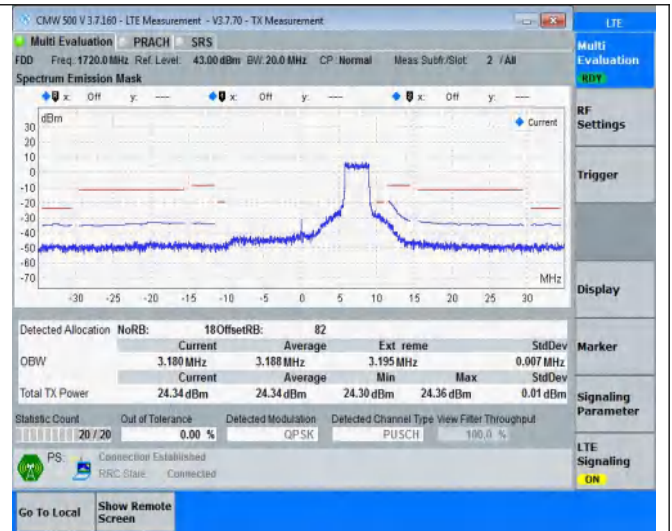 CMW 500 V 3.7.160 - LTE Measurement - V3.7.70 - TX Measurement
LTE
Multi Evaluation PRACH SRS
FDD Freq: 1720.0 MHz Ref. Level: 43.00 dBm BW: 20.0 MHz CP: Normal Meas Subfr./Slot: 2 / All
Spectrum Emission Mask
x: Off y: --- x: Off y: --- x: Off y: ---
dBm
Current
30
20
10
0
-10
-20
-30
-40
-50
-60
-70
MHz
-30 -25 -20 -15 -10 -5 0 5 10 15 20 25 30
Detected Allocation NoRB: 18OffsetRB: 82
Current Average Ext reme StdDev
OBW 3.180 MHz 3.188 MHz 3.195 MHz 0.007 MHz
Current Average Min Max StdDev
Total TX Power 24.34 dBm 24.34 dBm 24.30 dBm 24.36 dBm 0.01 dBm
Statistic Count Out of Tolerance Detected Modulation Detected Channel Type View Filter Throughput
20 / 20 0.00 % QPSK PUSCH 100.0 %
PS: Connection Established
RRC State: Connected
Go To Local
Show Remote
Screen
Multi
Evaluation
RDY
RF
Settings
Trigger
Display
Marker
Signaling
Parameter
LTE
Signaling
ON